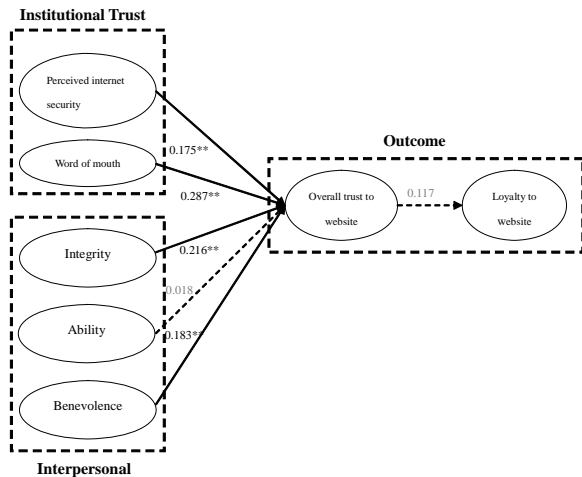 Institutional Trust
Perceived internet
security
Word of mouth
0.175**
0.287**
Outcome
Overall trust to
website
0.117
Loyalty to
website
Integrity
0.216**
0.018
Ability
0.183**
Benevolence
Interpersonal